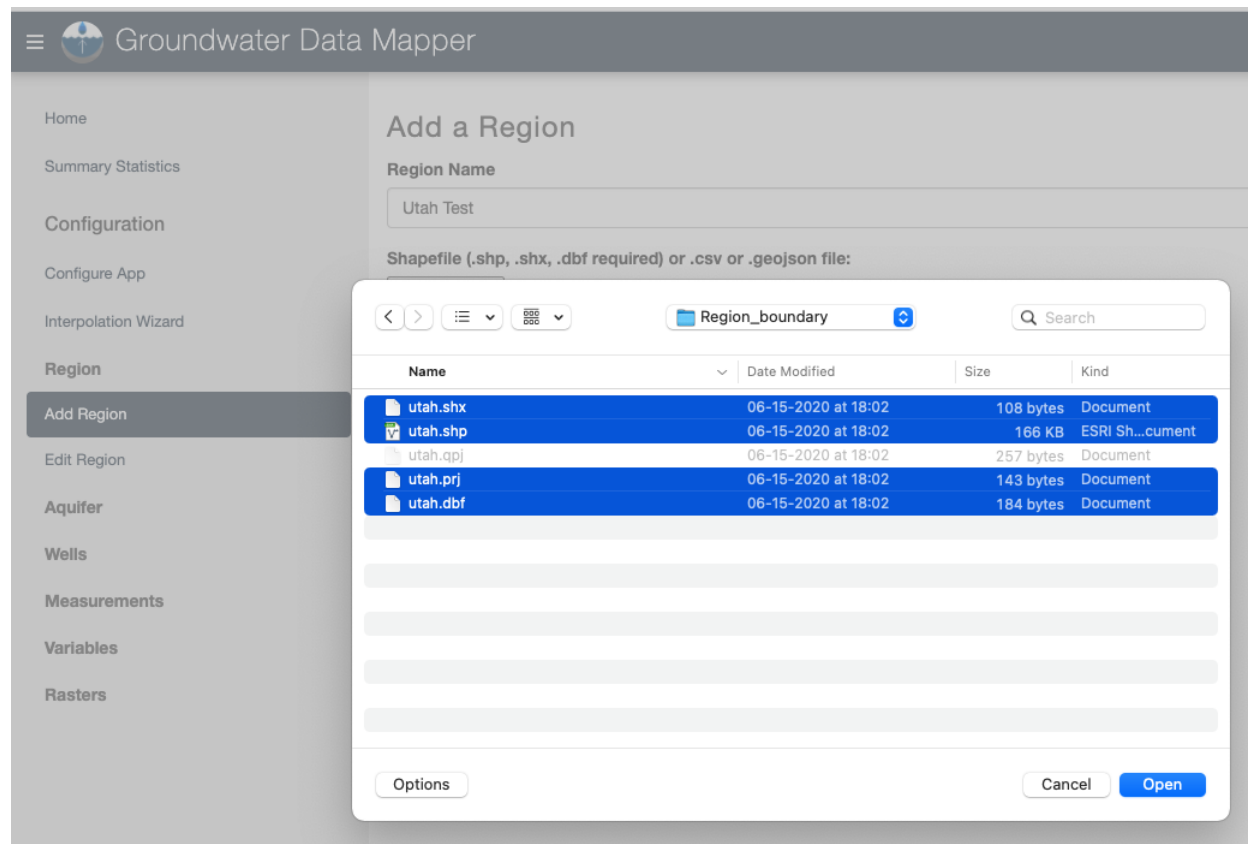 Groundwater Data Mapper
Home
Summary Statistics
Configuration
Configure App
Interpolation Wizard
Region
Add Region
Edit Region
Aquifer
Wells
Measurements
Variables
Rasters
Add a Region
Region Name
Utah Test
Shapefile (.shp, .shx, .dbf required) or .csv or .geojson file:
Region_boundary
Search
Name Date Modified Size Kind
utah.shx 06-15-2020 at 18:02 108 bytes Document
utah.shp 06-15-2020 at 18:02 166 KB ESRI Sh...cument
utah.qpj 06-15-2020 at 18:02 257 bytes Document
utah.prj 06-15-2020 at 18:02 143 bytes Document
utah.dbf 06-15-2020 at 18:02 184 bytes Document
Options Cancel Open